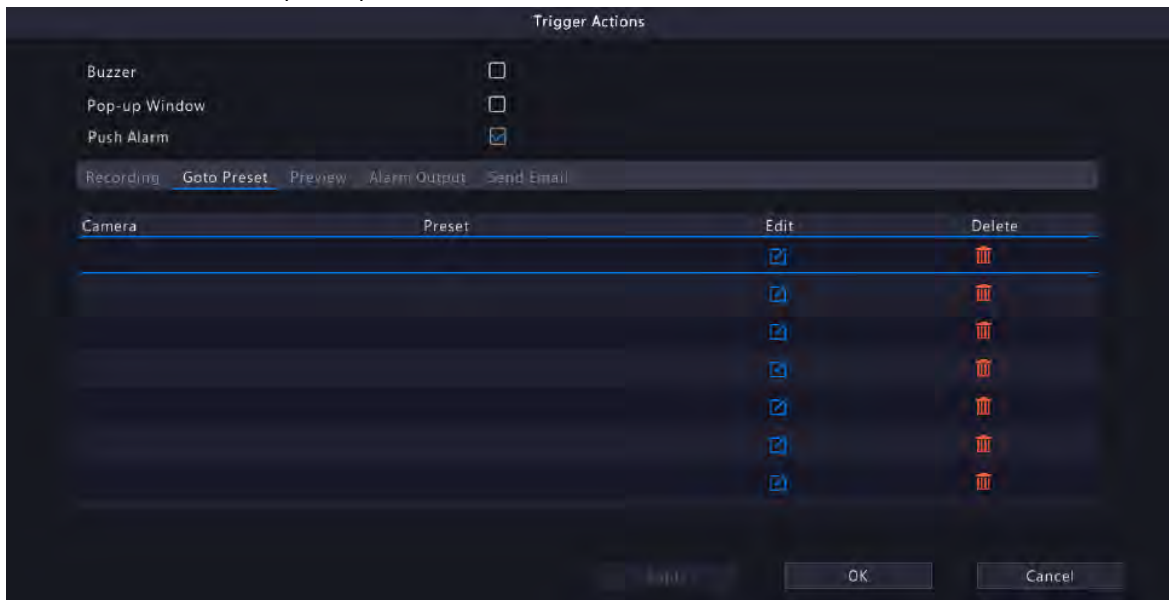 Trigger Actions
Buzzer
Pop-up Window
Push Alarm
Recording Goto Preset Preview Alarm Output Send Email
Camera Preset Edit Delete
Apply OK Cancel